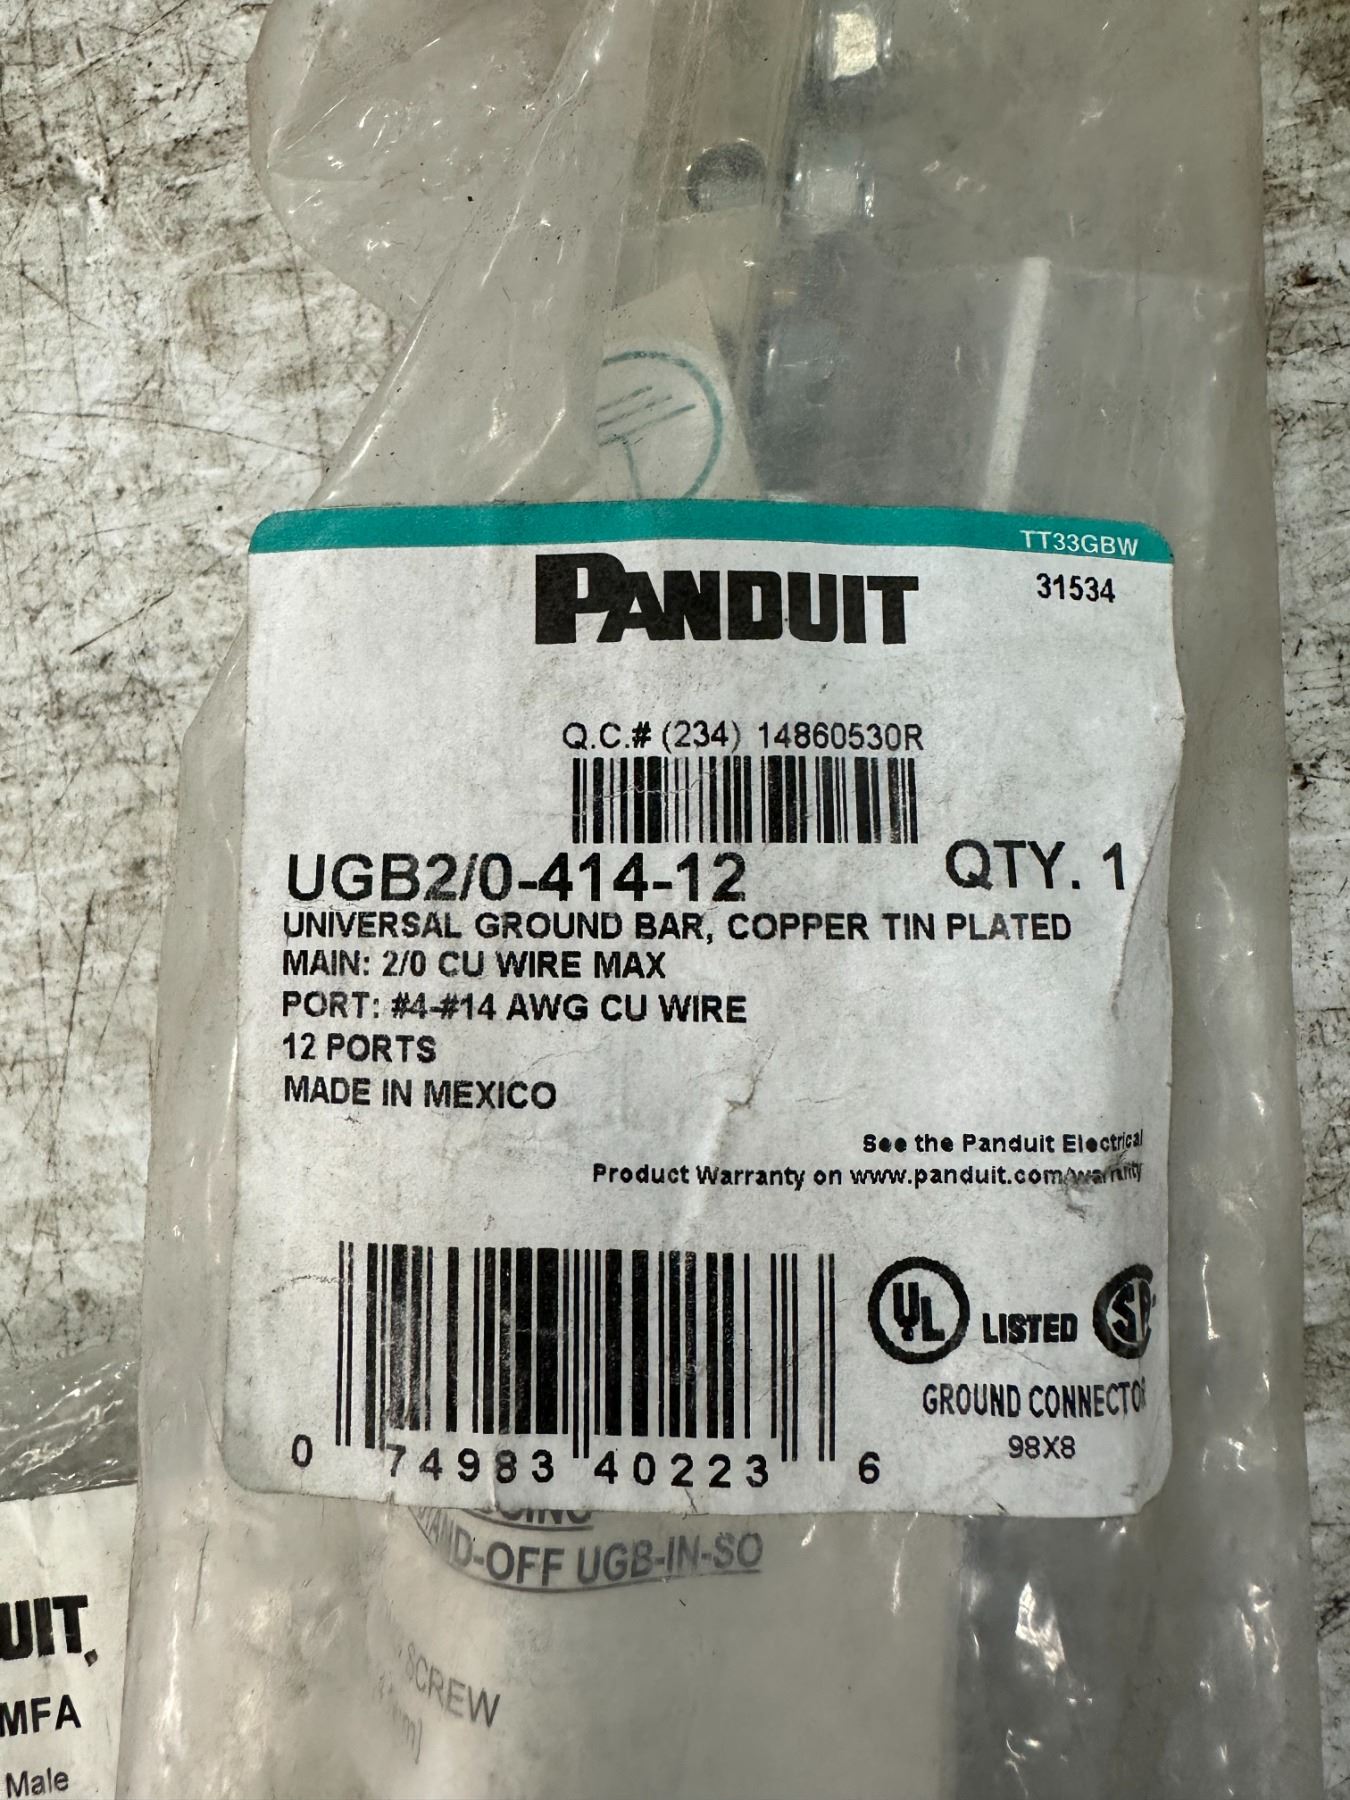 TT33GBW
PANDUIT
31534
Q.C.# (234) 14860530R
UGB2/0-414-12
QTY. 1
UNIVERSAL GROUND BAR, COPPER TIN PLATED
MAIN: 2/0 CU WIRE MAX
PORT: #4-#14 AWG CU WIRE
12 PORTS
MADE IN MEXICO
See the Panduit Electrical
Product Warranty on www.panduit.com/warranty
UL LISTED
GROUND CONNECTOR
98X8
0 74983 40223 6
-OFF UGB-IN-SO
SCREW
UIT
MFA
Male